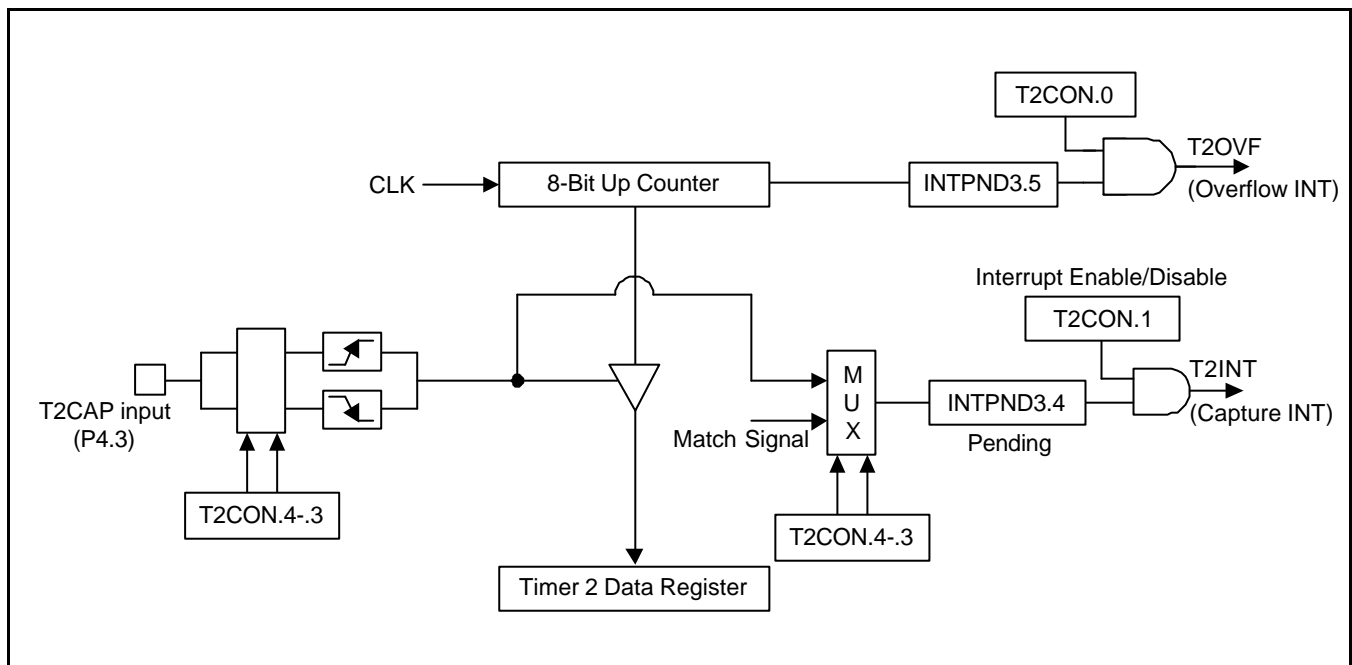 T2CON.0
T2OVF
(Overflow INT)
CLK
8-Bit Up Counter
INTPND3.5
Interrupt Enable/Disable
T2CON.1
T2INT
(Capture INT)
T2CAP input
(P4.3)
M
U
X
INTPND3.4
Pending
Match Signal
T2CON.4-.3
T2CON.4-.3
Timer 2 Data Register